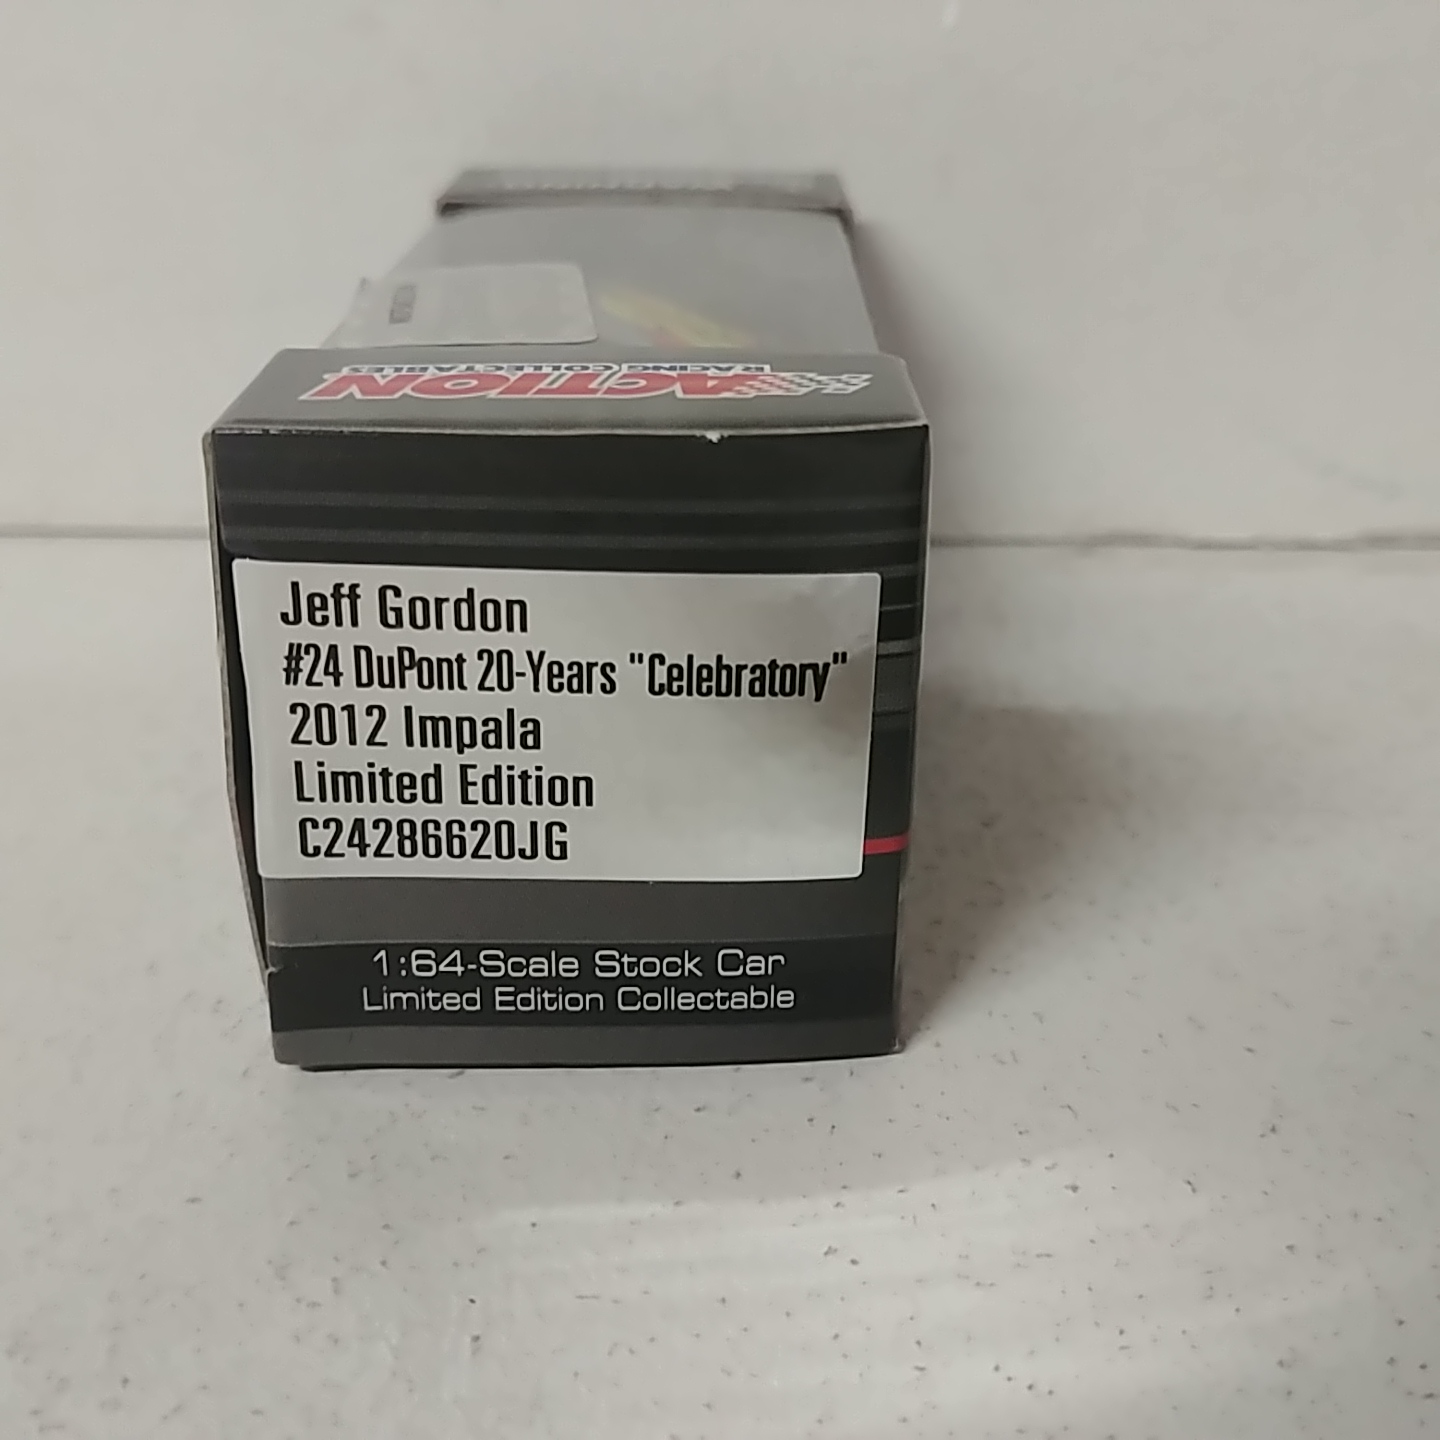 ACTION
RACING COLLECTABLES
Jeff Gordon
#24 DuPont 20-Years "Celebratory"
2012 Impala
Limited Edition
C24286620JG
1:64-Scale Stock Car
Limited Edition Collectable